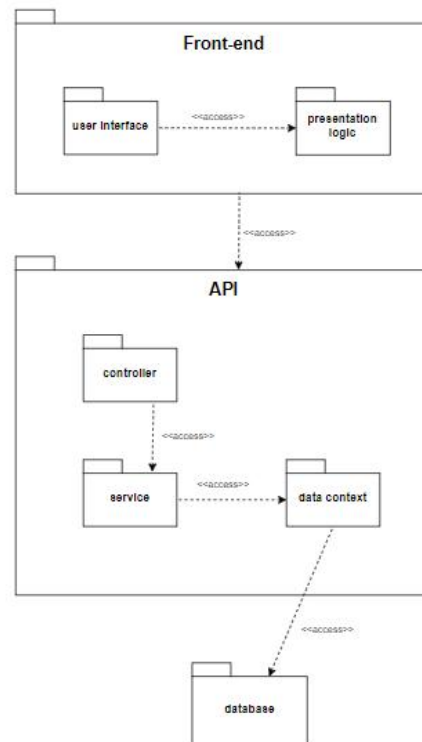 Front-end
user interface
<<access>>
presentation
logic
<<access>>
API
controller
<<access>>
service
<<access>>
data context
<<access>>
database